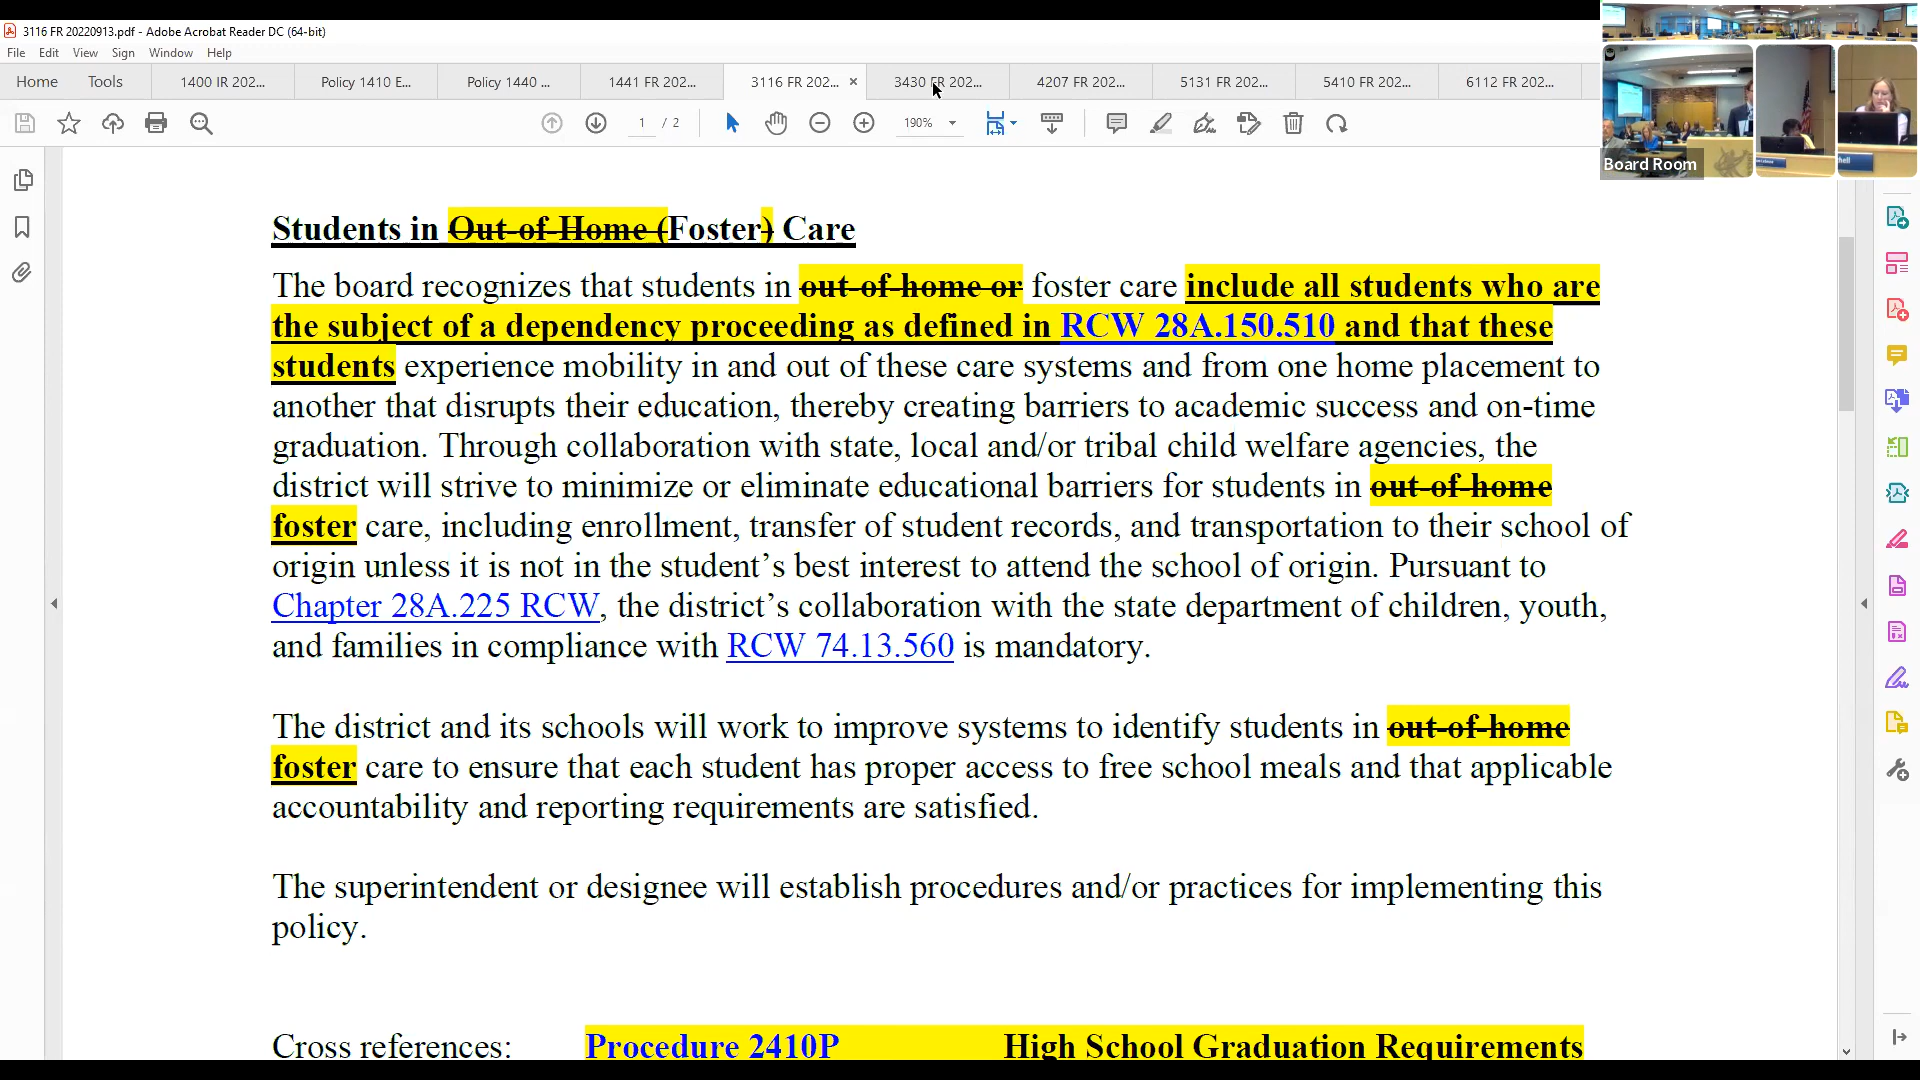 3116 FR 20220913.pdf - Adobe Acrobat Reader DC (64-bit)
File Edit View Sign Window Help
Home Tools 1400 IR 202... Policy 1410 E... Policy 1440 ... 1441 FR 202... 3116 FR 202... × 3430 FR 202... 4207 FR 202... 5131 FR 202... 5410 FR 202... 6112 FR 202...
1 / 2 190%
Board Room
Students in Out-of-Home (Foster) Care
The board recognizes that students in out-of-home or foster care include all students who are
the subject of a dependency proceeding as defined in RCW 28A.150.510 and that these
students experience mobility in and out of these care systems and from one home placement to
another that disrupts their education, thereby creating barriers to academic success and on-time
graduation. Through collaboration with state, local and/or tribal child welfare agencies, the
district will strive to minimize or eliminate educational barriers for students in out-of-home
foster care, including enrollment, transfer of student records, and transportation to their school of
origin unless it is not in the student’s best interest to attend the school of origin. Pursuant to
Chapter 28A.225 RCW, the district’s collaboration with the state department of children, youth,
and families in compliance with RCW 74.13.560 is mandatory.
The district and its schools will work to improve systems to identify students in out-of-home
foster care to ensure that each student has proper access to free school meals and that applicable
accountability and reporting requirements are satisfied.
The superintendent or designee will establish procedures and/or practices for implementing this
policy.
Cross references: Procedure 2410P High School Graduation Requirements